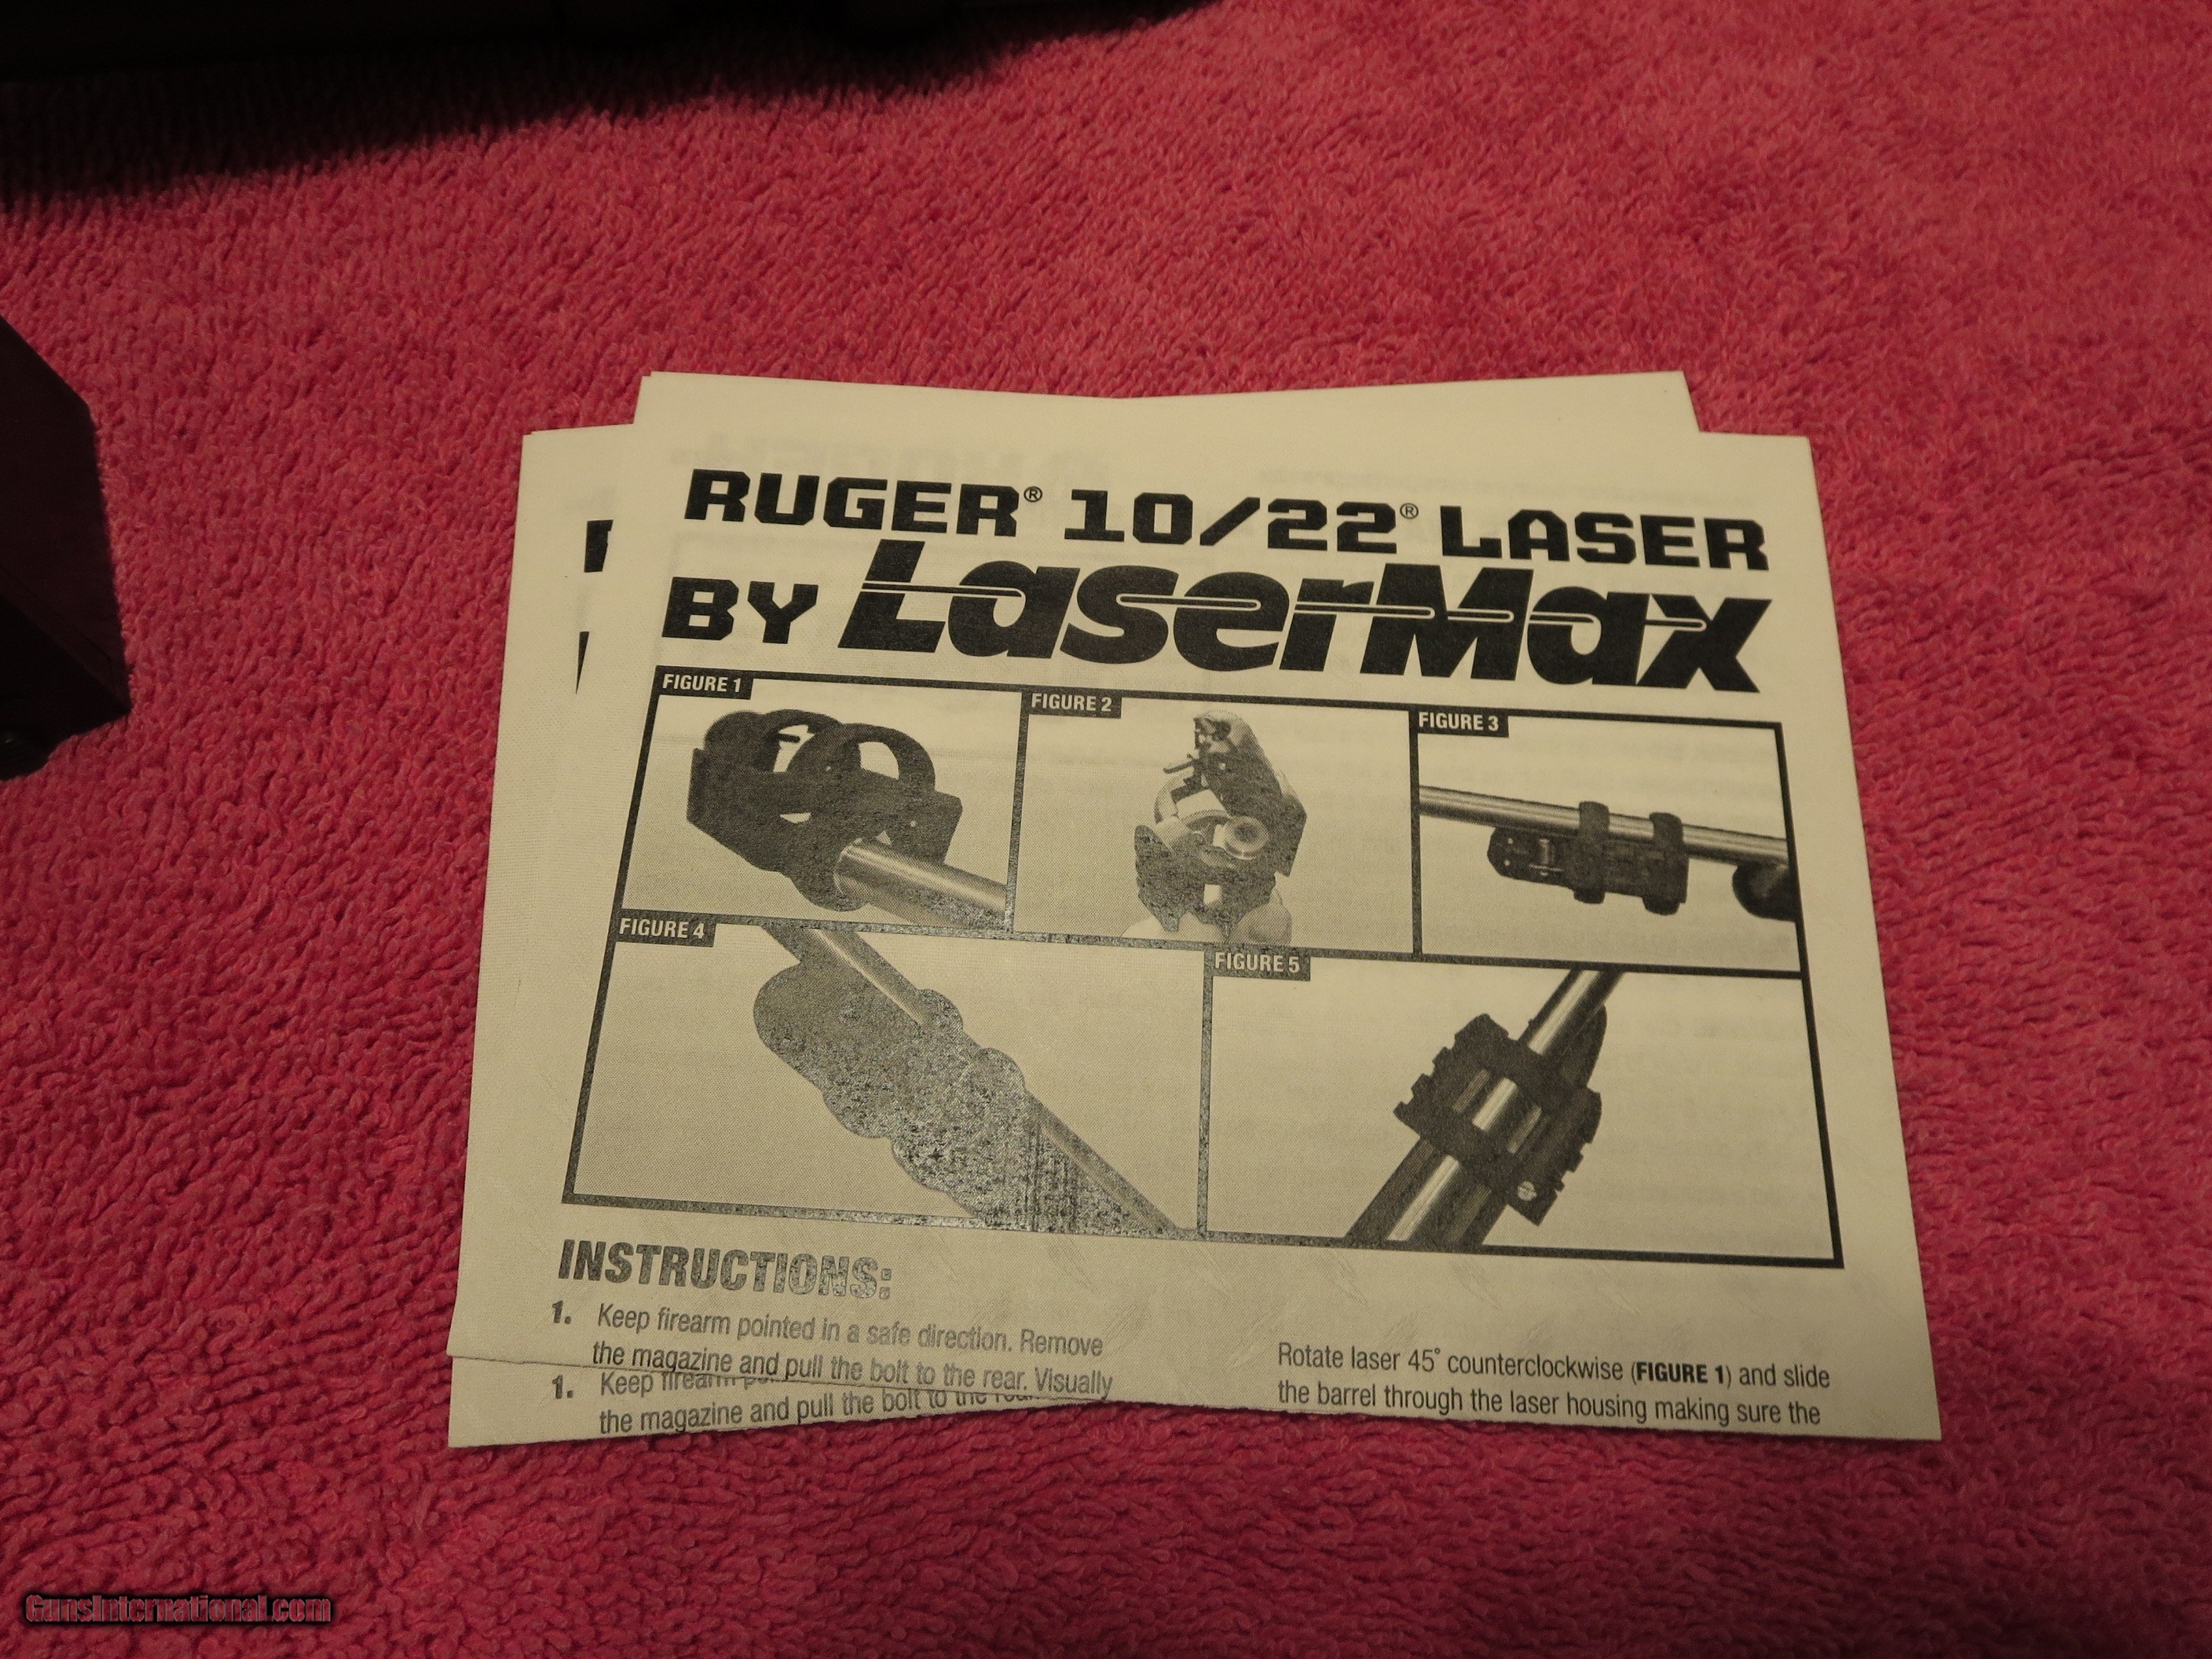 RUGER® 10/22® LASER
BY LaserMax
FIGURE 1
FIGURE 2
FIGURE 3
FIGURE 4
FIGURE 5
INSTRUCTIONS:
1. Keep firearm pointed in a safe direction. Remove
the magazine and pull the bolt to the rear. Visually
1. Keep firearm
the magazine and pull the bolt to the
Rotate laser 45° counterclockwise (FIGURE 1) and slide
the barrel through the laser housing making sure the
GunsInternational.com